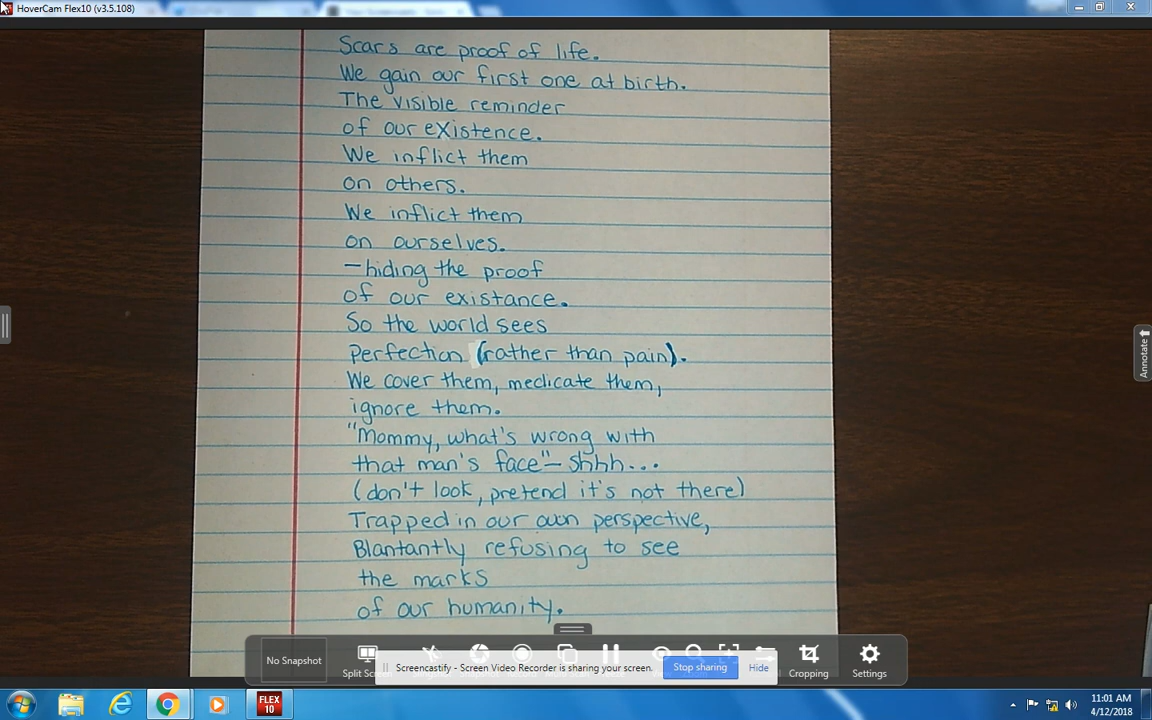 HoverCam Flex10 (v3.5.108)
Scars are proof of life.
We gain our first one at birth.
The visible reminder
of our existence.
We inflict them
on others.
We inflict them
on ourselves.
—hiding the proof
of our existance.
So the world sees
perfection (rather than pain).
We cover them, medicate them,
ignore them.
"Mommy, what's wrong with
that man's face"— shhh...
(don't look, pretend it's not there)
Trapped in our own perspective,
Blantantly refusing to see
the marks
of our humanity.
Annotate
No Snapshot
Split
Cropping
Settings
Screencastify - Screen Video Recorder is sharing your screen.
Stop sharing
Hide
FLEX
10
11:01 AM
4/12/2018